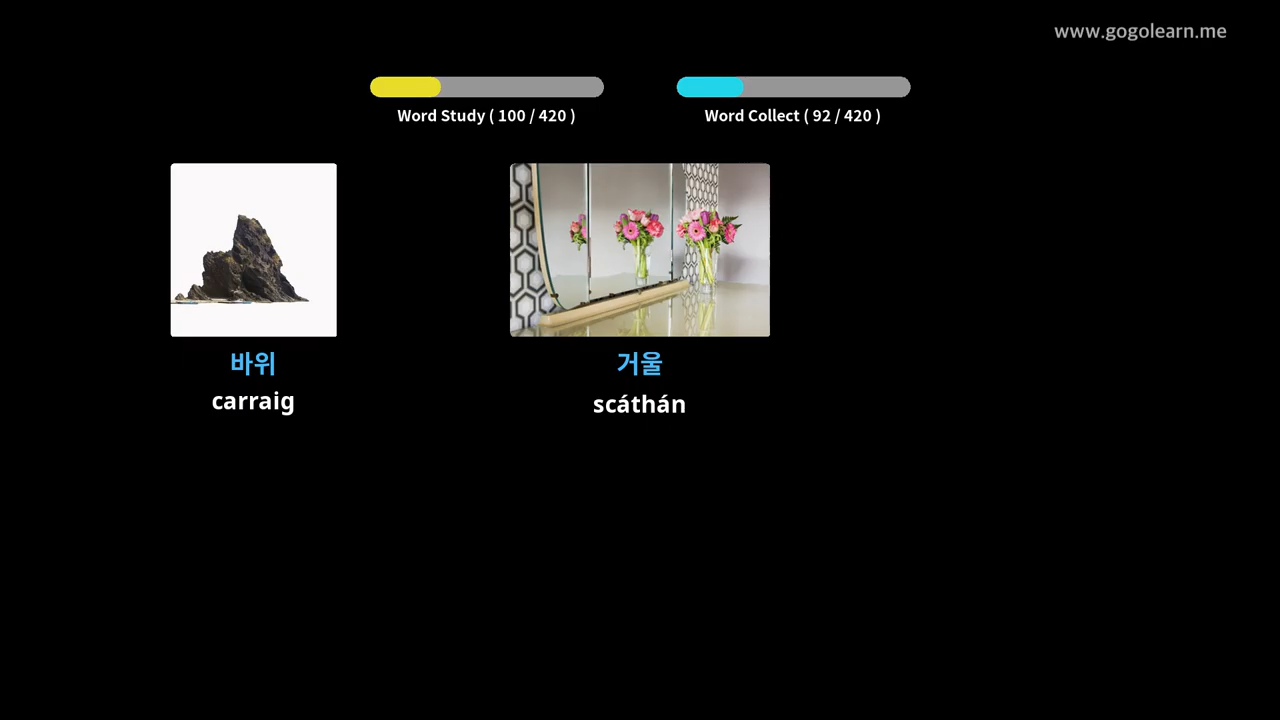 www.gogolearn.me
Word Study ( 100 / 420 )
Word Collect ( 92 / 420 )
바위
carraig
거울
scáthán